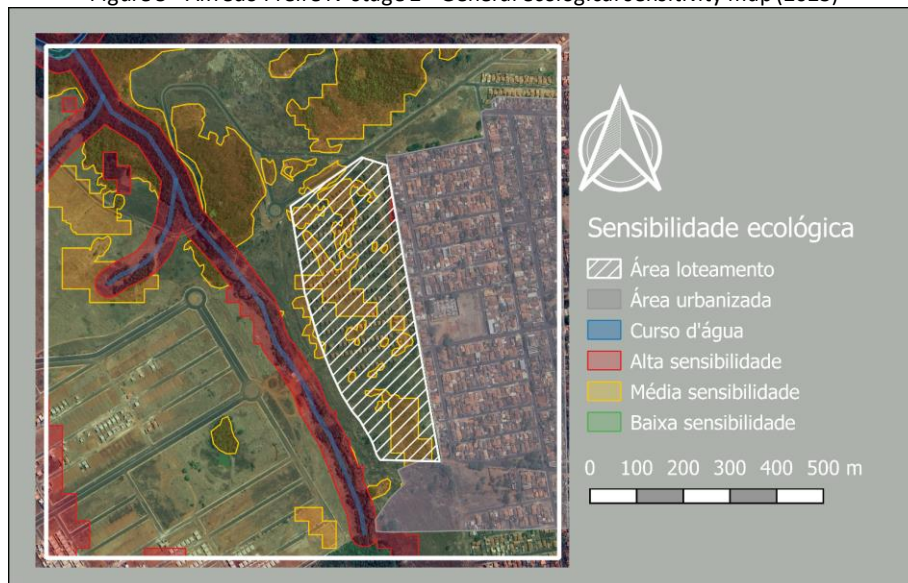 Sensibilidade ecológica
Área loteamento
Área urbanizada
Curso d'água
Alta sensibilidade
Média sensibilidade
Baixa sensibilidade
0 100 200 300 400 500 m